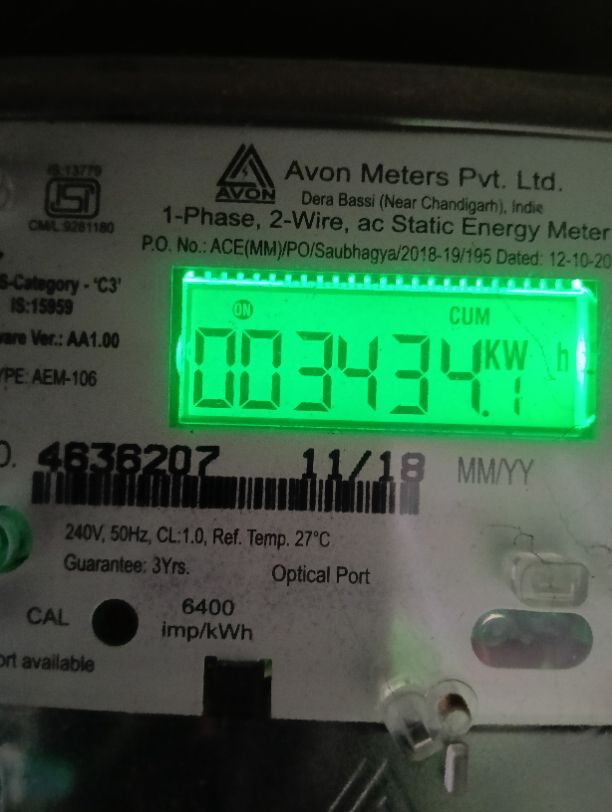 IS:13779
CM/L:9281180
AVON
Avon Meters Pvt. Ltd.
Dera Bassi (Near Chandigarh), India
1-Phase, 2-Wire, ac Static Energy Meter
P.O. No.: ACE(MM)/PO/Saubhagya/2018-19/195 Dated: 12-10-20
S-Category - 'C3'
IS:15959
ware Ver.: AA1.00
YPE: AEM-106
ON
CUM
003434.1 KW h
O. 4636207 11/18 MM/YY
240V, 50Hz, CL:1.0, Ref. Temp. 27°C
Guarantee: 3Yrs.
Optical Port
CAL
6400
imp/kWh
ort available